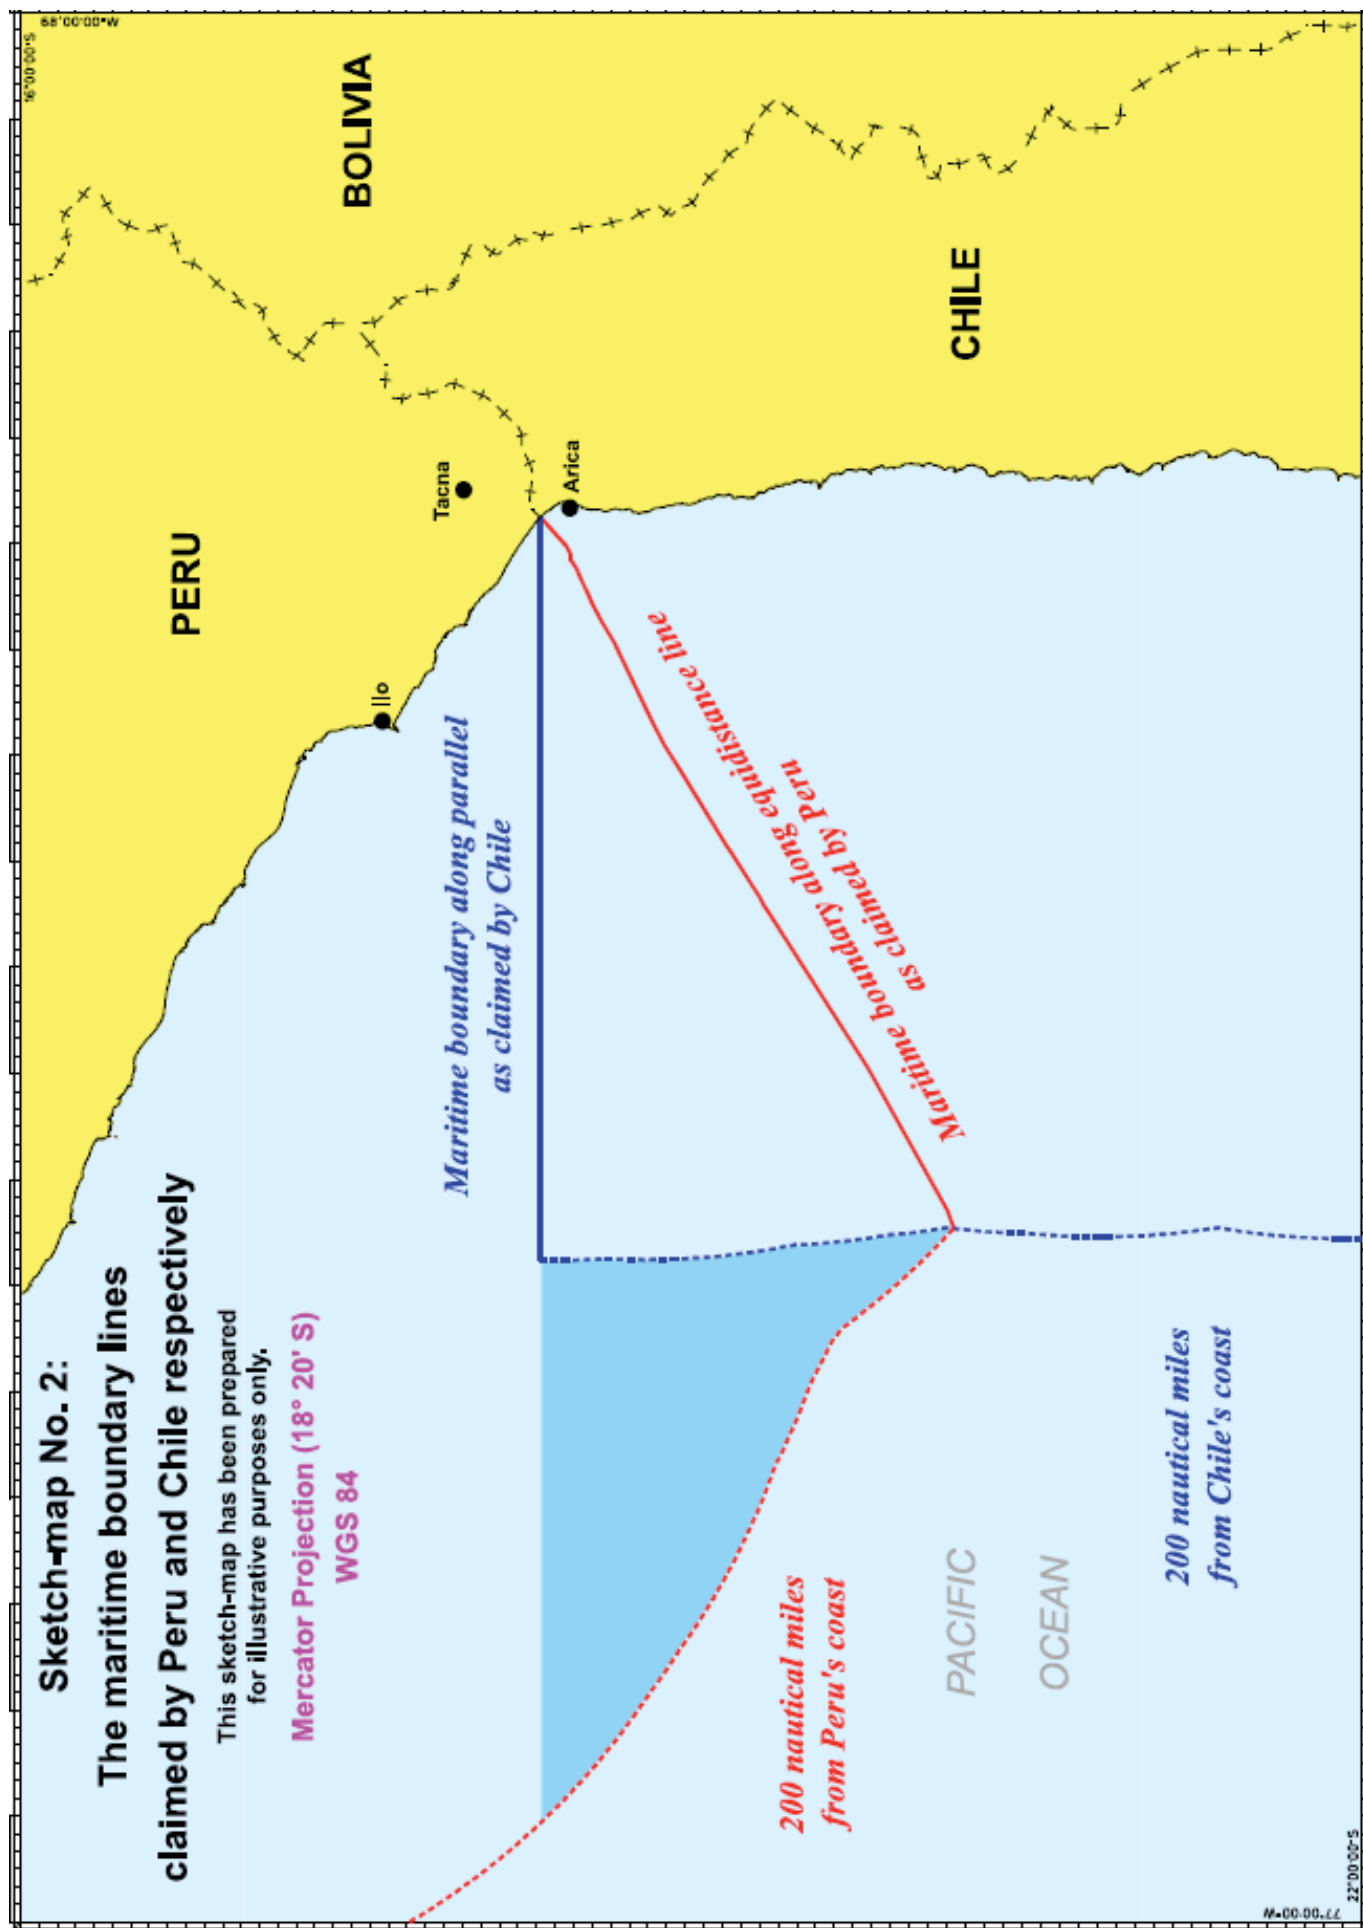 Sketch-map No. 2:
The maritime boundary lines
claimed by Peru and Chile respectively
This sketch-map has been prepared
for illustrative purposes only.
Mercator Projection (18° 20' S)
WGS 84
68°00'00"W
16°00'00"S
PERU
BOLIVIA
CHILE
Ilo
Tacna
Arica
Maritime boundary along parallel
as claimed by Chile
Maritime boundary along equidistance line
as claimed by Peru
200 nautical miles
from Peru's coast
PACIFIC
OCEAN
200 nautical miles
from Chile's coast
77°00'00"W
22°00'00"S